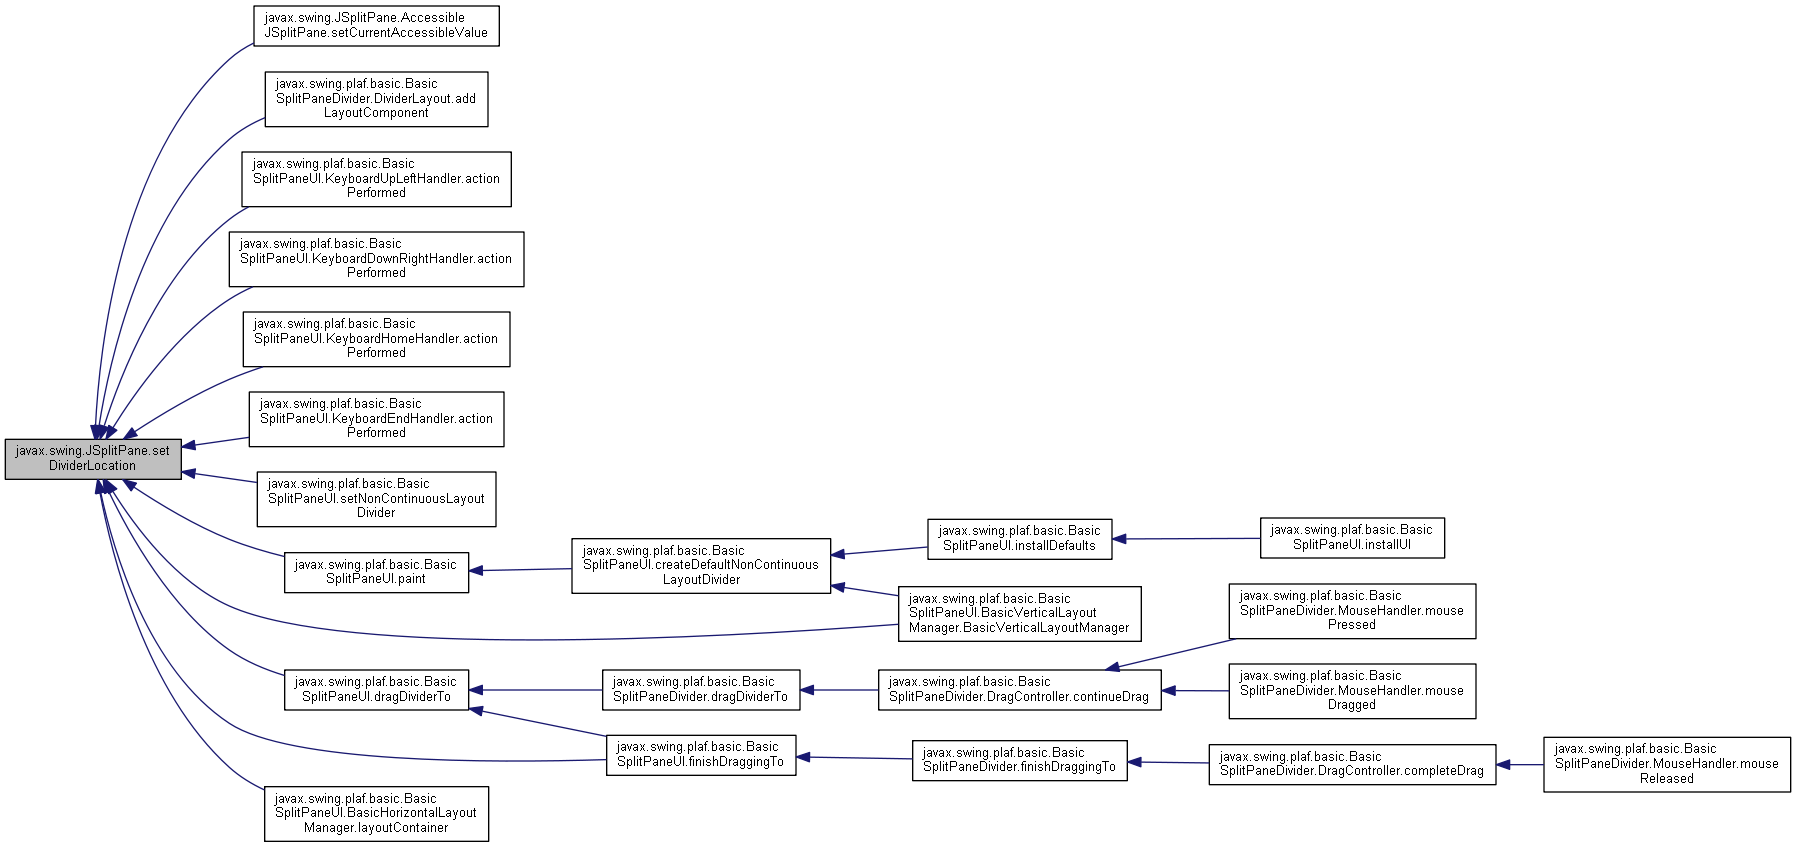 javax.swing.JSplitPane.Accessible
JSplitPane.setCurrentAccessibleValue
javax.swing.plaf.basic.Basic
SplitPaneDivider.DividerLayout.add
LayoutComponent
javax.swing.plaf.basic.Basic
SplitPaneUI.KeyboardUpLeftHandler.action
Performed
javax.swing.plaf.basic.Basic
SplitPaneUI.KeyboardDownRightHandler.action
Performed
javax.swing.plaf.basic.Basic
SplitPaneUI.KeyboardHomeHandler.action
Performed
javax.swing.plaf.basic.Basic
SplitPaneUI.KeyboardEndHandler.action
Performed
javax.swing.JSplitPane.set
DividerLocation
javax.swing.plaf.basic.Basic
SplitPaneUI.setNonContinuousLayout
Divider
javax.swing.plaf.basic.Basic
SplitPaneUI.paint
javax.swing.plaf.basic.Basic
SplitPaneUI.createDefaultNonContinuous
LayoutDivider
javax.swing.plaf.basic.Basic
SplitPaneUI.installDefaults
javax.swing.plaf.basic.Basic
SplitPaneUI.installUI
javax.swing.plaf.basic.Basic
SplitPaneUI.BasicVerticalLayout
Manager.BasicVerticalLayoutManager
javax.swing.plaf.basic.Basic
SplitPaneDivider.MouseHandler.mouse
Pressed
javax.swing.plaf.basic.Basic
SplitPaneUI.dragDividerTo
javax.swing.plaf.basic.Basic
SplitPaneDivider.dragDividerTo
javax.swing.plaf.basic.Basic
SplitPaneDivider.DragController.continueDrag
javax.swing.plaf.basic.Basic
SplitPaneDivider.MouseHandler.mouse
Dragged
javax.swing.plaf.basic.Basic
SplitPaneUI.finishDraggingTo
javax.swing.plaf.basic.Basic
SplitPaneDivider.finishDraggingTo
javax.swing.plaf.basic.Basic
SplitPaneDivider.DragController.completeDrag
javax.swing.plaf.basic.Basic
SplitPaneDivider.MouseHandler.mouse
Released
javax.swing.plaf.basic.Basic
SplitPaneUI.BasicHorizontalLayout
Manager.layoutContainer